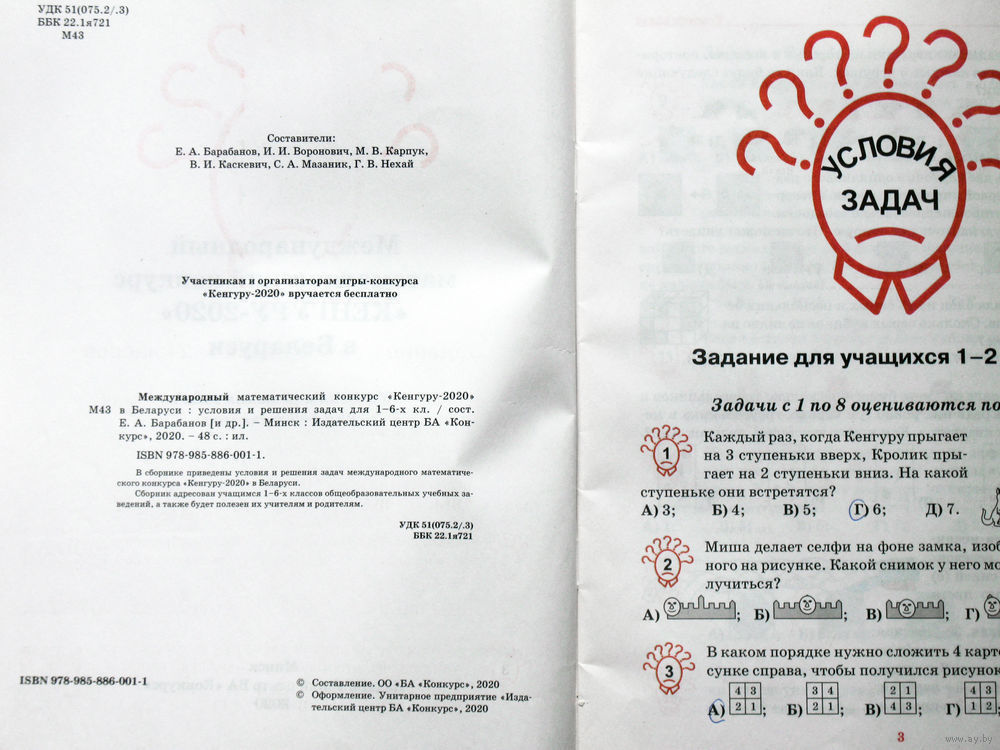 УДК 51(075.2/.3)
ББК 22.1я721
М43
Составители:
Е. А. Барабанов, И. И. Воронович, М. В. Карпук,
В. И. Каскевич, С. А. Мазаник, Г. В. Нехай
Участникам и организаторам игры-конкурса
«Кенгуру-2020» вручается бесплатно
Международный математический конкурс «Кенгуру-2020»
М43 в Беларуси : условия и решения задач для 1–6-х кл. / сост.
Е. А. Барабанов [и др.]. – Минск : Издательский центр БА «Кон-
курс», 2020. – 48 с. : ил.
ISBN 978-985-886-001-1.
В сборнике приведены условия и решения задач международного математиче-
ского конкурса «Кенгуру-2020» в Беларуси.
Сборник адресован учащимся 1–6-х классов общеобразовательных учебных за-
ведений, а также будет полезен их учителям и родителям.
УДК 51(075.2/.3)
ББК 22.1я721
ISBN 978-985-886-001-1
© Составление. ОО «БА «Конкурс», 2020
© Оформление. Унитарное предприятие «Изда-
тельский центр БА «Конкурс», 2020
УСЛОВИЯ
ЗАДАЧ
Задание для учащихся 1–2
Задачи с 1 по 8 оцениваются по
1
Каждый раз, когда Кенгуру прыгает
на 3 ступеньки вверх, Кролик пры-
гает на 2 ступеньки вниз. На какой
ступеньке они встретятся?
А) 3; Б) 4; В) 5; Г) 6; Д) 7.
2
Миша делает селфи на фоне замка, изоб
ного на рисунке. Какой снимок у него мо
лучиться?
А) ; Б) ; В) ; Г)
3
В каком порядке нужно сложить 4 карто
сунке справа, чтобы получился рисунок
А) 4 3 2 1; Б) 3 4 2 1; В) 2 1 4 3; Г) 4 3 1 2;
3
www.ay.by